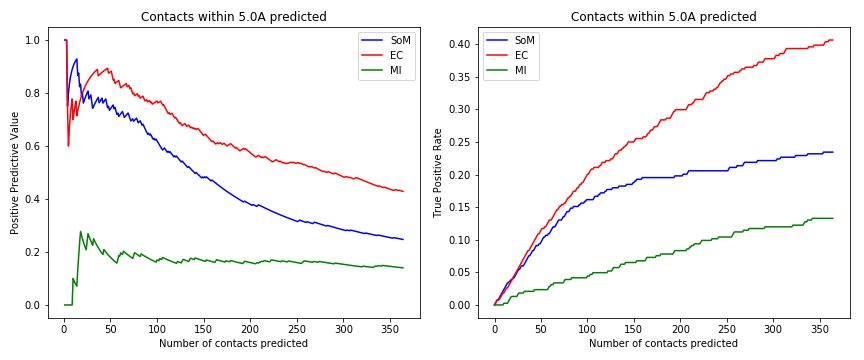 Contacts within 5.0A predicted
Positive Predictive Value
1.0
0.8
0.6
0.4
0.2
0.0
SoM
EC
MI
0 50 100 150 200 250 300 350
Number of contacts predicted
Contacts within 5.0A predicted
True Positive Rate
0.40
0.35
0.30
0.25
0.20
0.15
0.10
0.05
0.00
SoM
EC
MI
0 50 100 150 200 250 300 350
Number of contacts predicted